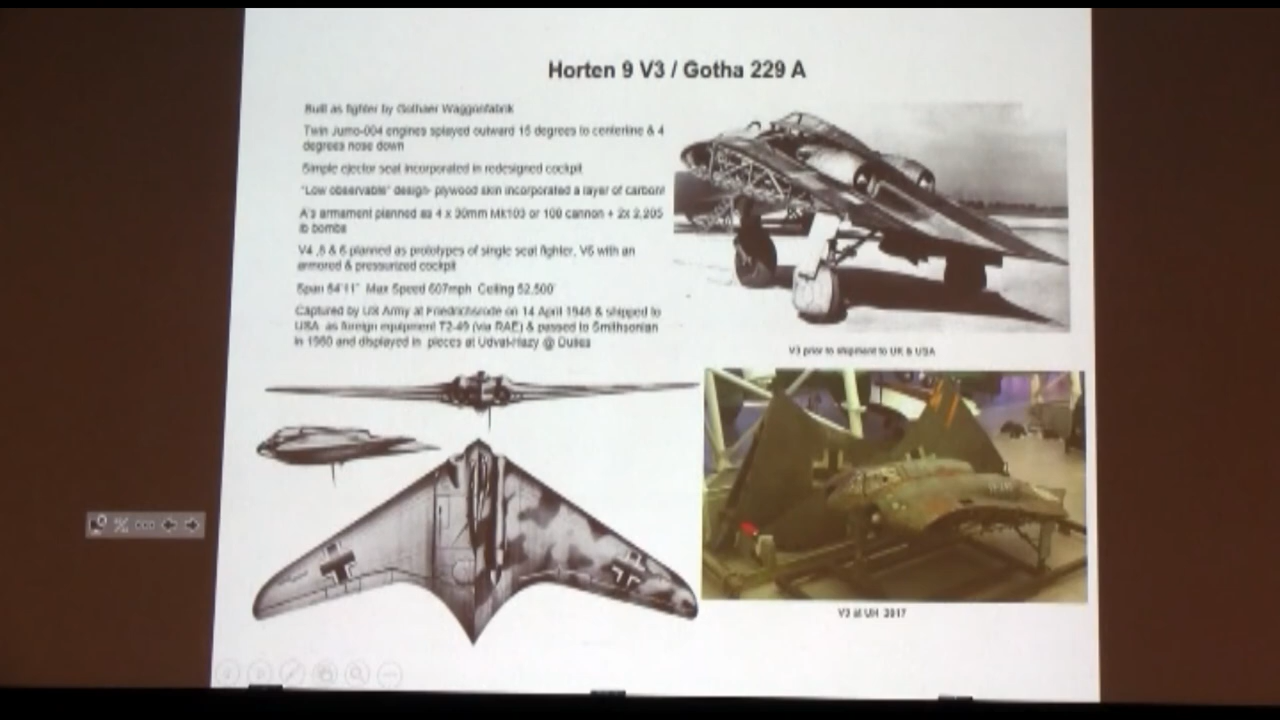 Horten 9 V3 / Gotha 229 A
Built as fighter by Gothaer Waggonfabrik
Twin Jumo-004 engines splayed outward 15 degrees to centerline & 4
degrees nose down
Simple ejector seat incorporated in redesigned cockpit
"Low observable" design- plywood skin incorporated a layer of carbon!
A's armament planned as 4 x 30mm Mk103 or 108 cannon + 2x 2,205
lb bombs
V4 ,5 & 6 planned as prototypes of single seat fighter, V6 with an
armored & pressurized cockpit
Span 54'11" Max Speed 607mph Ceiling 52,500'
Captured by US Army at Friedrichsrode on 14 April 1945 & shipped to
USA as foreign equipment T2-49 (via RAE) & passed to Smithsonian
in and displayed in pieces at Udvar-Hazy @ Dulles
V3 prior to shipment to UK & USA
V3 at UH 2017